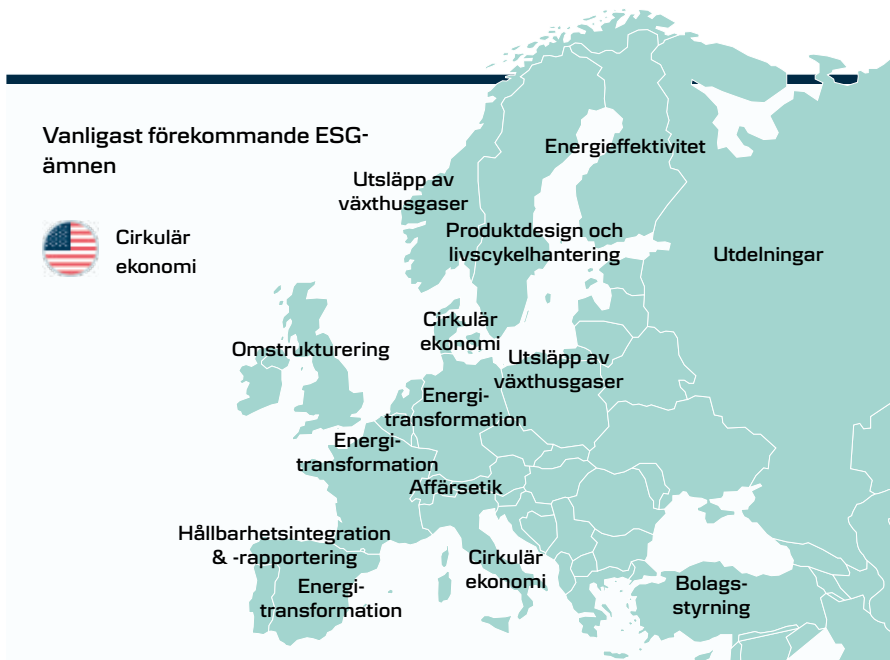 Vanligast förekommande ESG-
ämnen
Cirkulär
ekonomi
Energieffektivitet
Utsläpp av
växthusgaser
Produktdesign och
livscykelhantering
Utdelningar
Cirkulär
ekonomi
Omstrukturering
Utsläpp av
växthusgaser
Energi-
transformation
Energi-
transformation
Affärsetik
Hållbarhetsintegration
& -rapportering
Cirkulär
ekonomi
Energi-
transformation
Bolags-
styrning